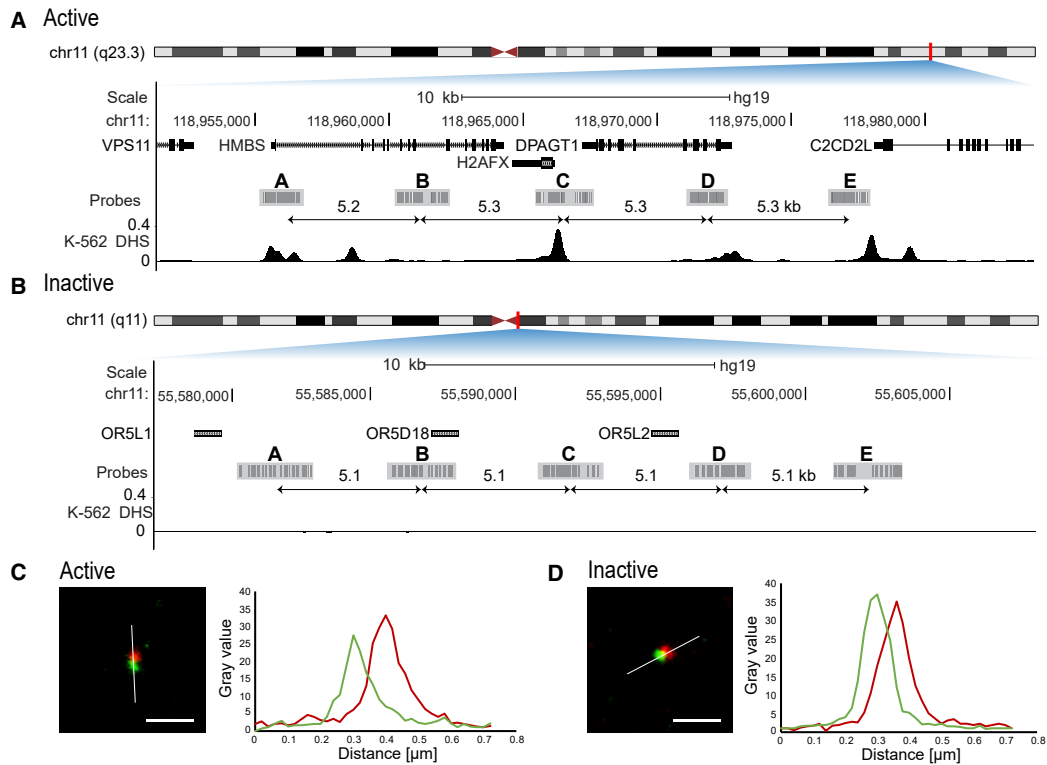 A Active
chr11 (q23.3)
Scale 10 kb hg19
chr11: 118,955,000 118,960,000 118,965,000 118,970,000 118,975,000 118,980,000
VPS11 HMBS DPAGT1 C2CD2L
H2AFX
A B C D E
Probes
5.2 5.3 5.3 5.3 kb
0.4
K-562 DHS
0
B Inactive
chr11 (q11)
Scale 10 kb hg19
chr11: 55,580,000 55,585,000 55,590,000 55,595,000 55,600,000 55,605,000
OR5L1 OR5D18 OR5L2
A B C D E
Probes 5.1 5.1 5.1 5.1 kb
0.4
K-562 DHS
0
C Active
40
35
30
25
20
15
10
5
0
Gray value
0 0.1 0.2 0.3 0.4 0.5 0.6 0.7 0.8
Distance [µm]
D Inactive
40
35
30
25
20
15
10
5
0
Gray value
0 0.1 0.2 0.3 0.4 0.5 0.6 0.7 0.8
Distance [µm]